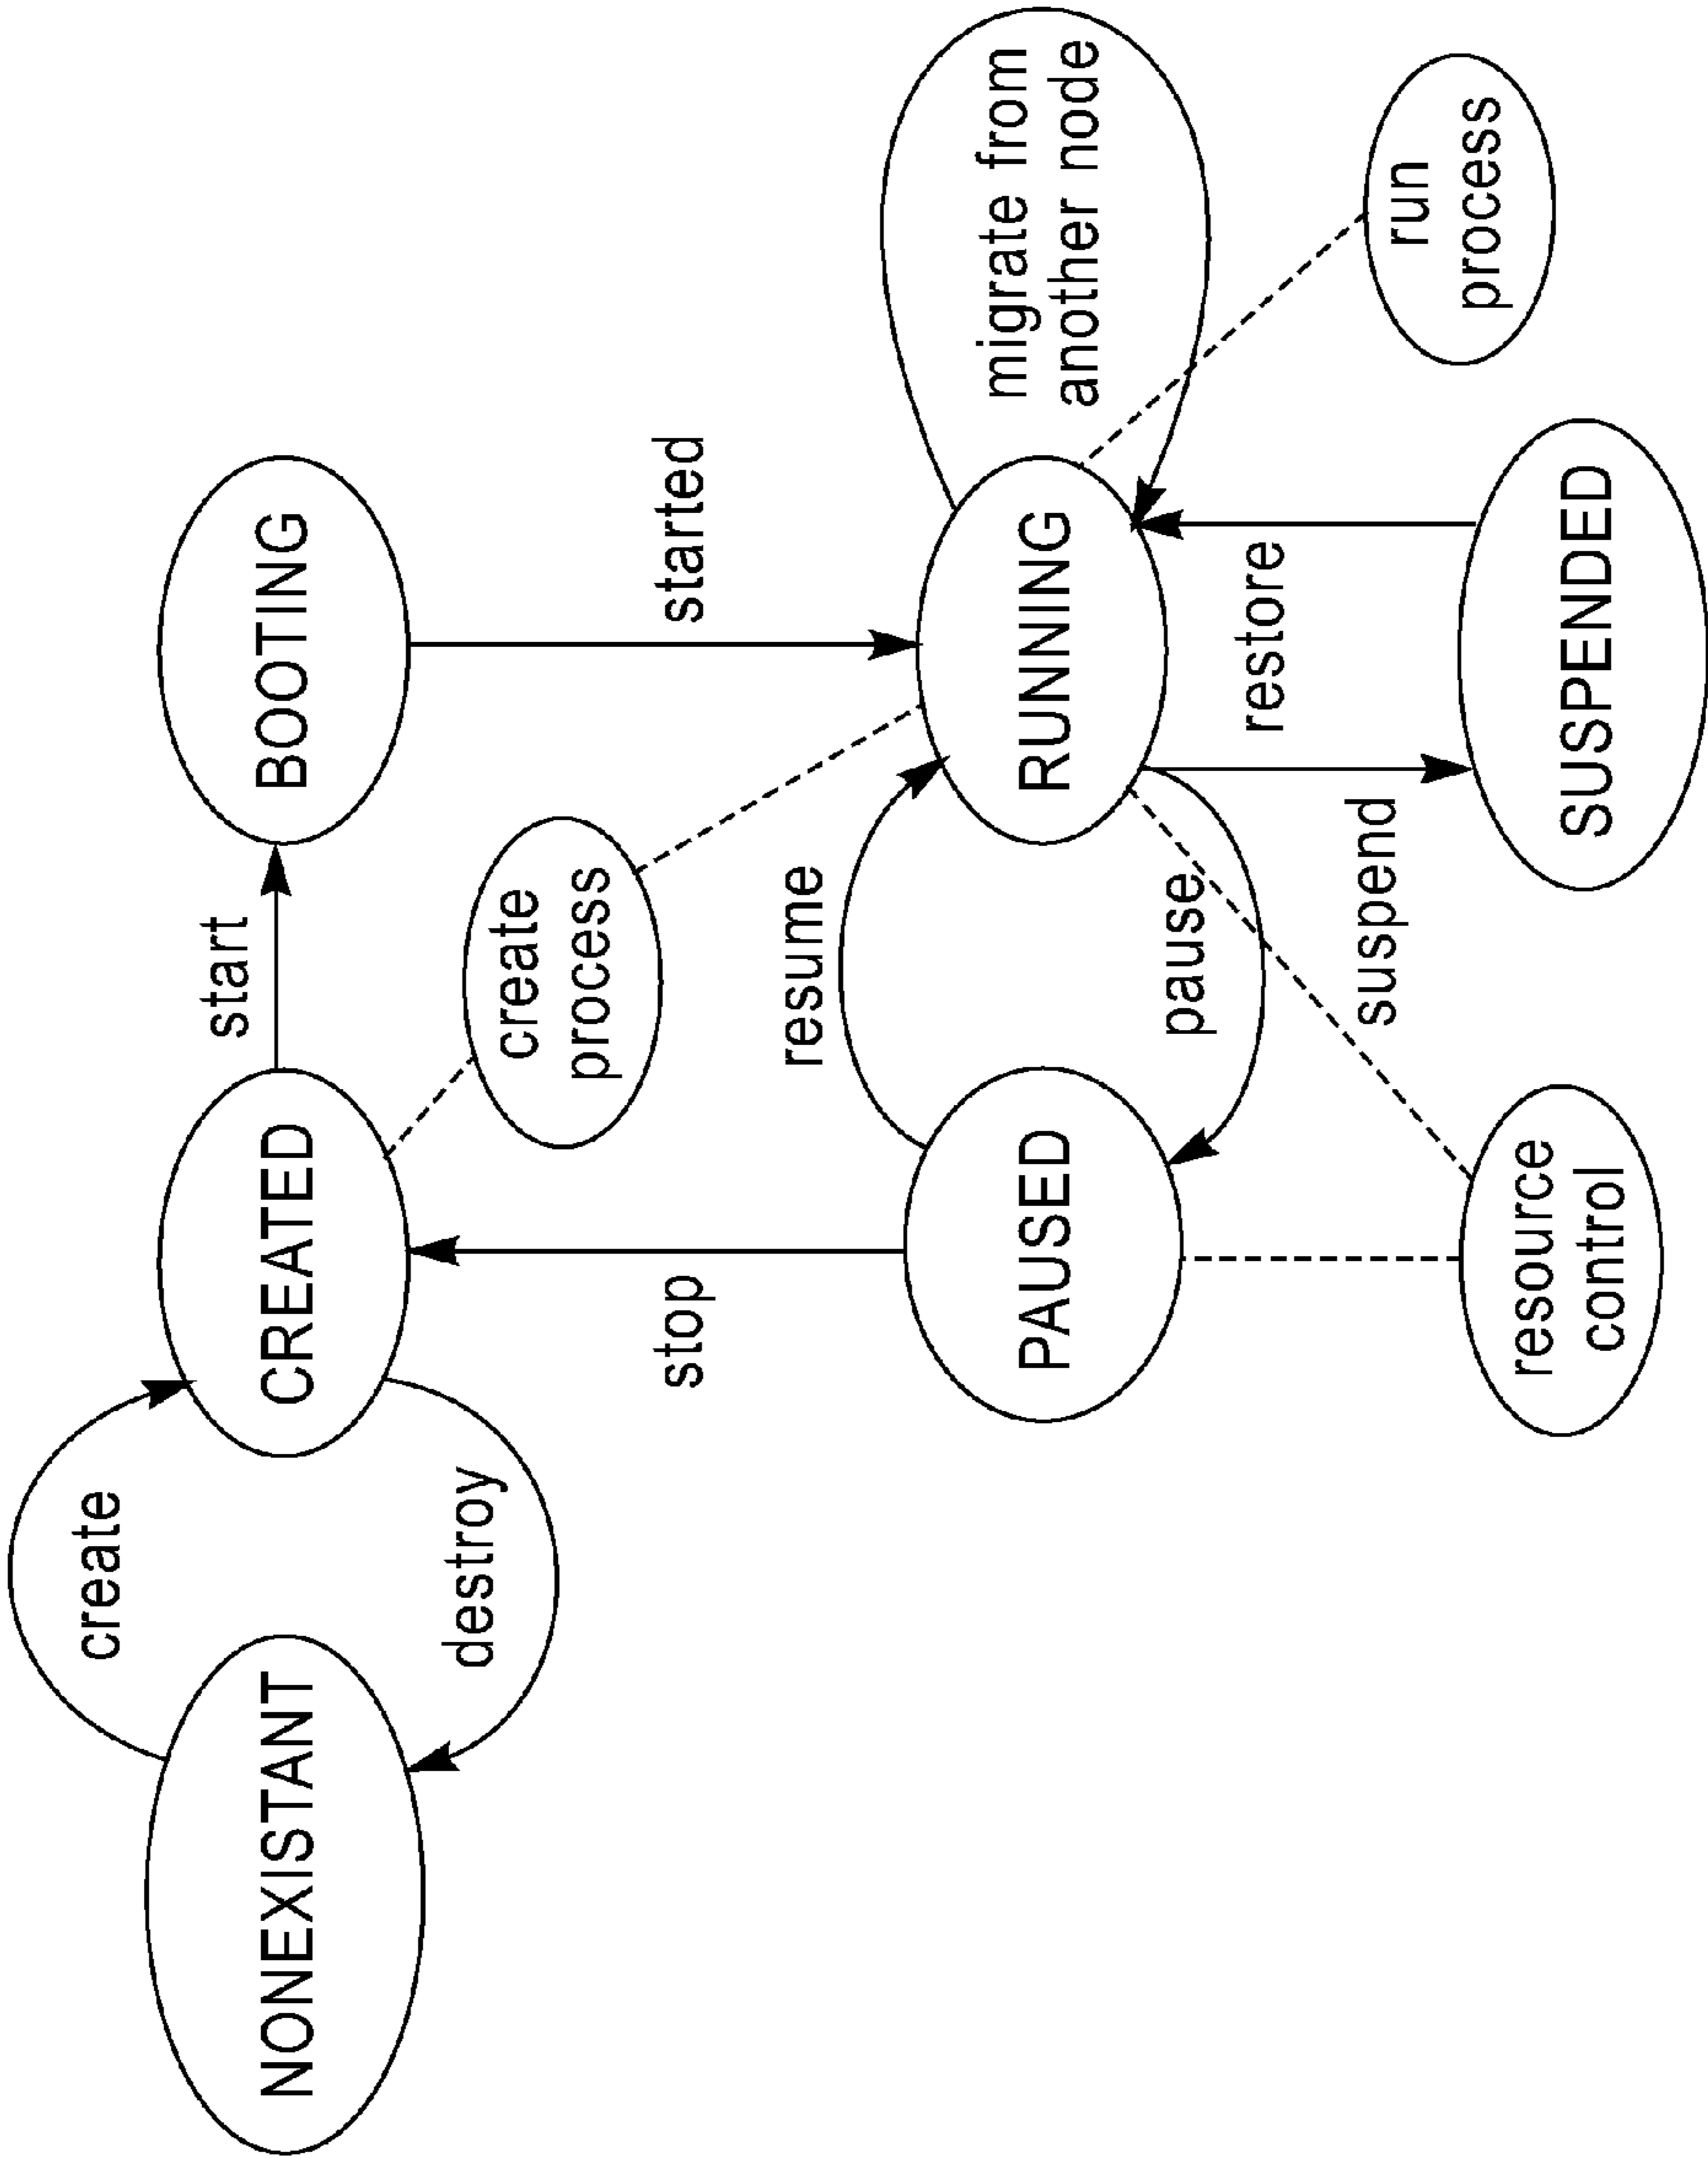 create
NONEXISTANT
CREATED
start
BOOTING
destroy
create
process
stop
started
resume
PAUSED
RUNNING
migrate from
another node
pause
restore
suspend
run
process
resource
control
SUSPENDED